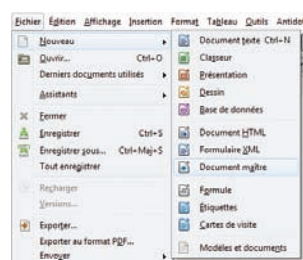 Fichier Édition Affichage Insertion Format Tableau Outils Antido
Nouveau
Ouvrir... Ctrl+O
Derniers documents utilisés
Assistants
Fermer
Enregistrer Ctrl+S
Enregistrer sous... Ctrl+Maj+S
Tout enregistrer
Recharger
Versions...
Exporter...
Exporter au format PDF...
Envoyer
Document texte Ctrl+N
Classeur
Présentation
Dessin
Base de données
Document HTML
Formulaire XML
Document maître
Formule
Étiquettes
Cartes de visite
Modèles et documents